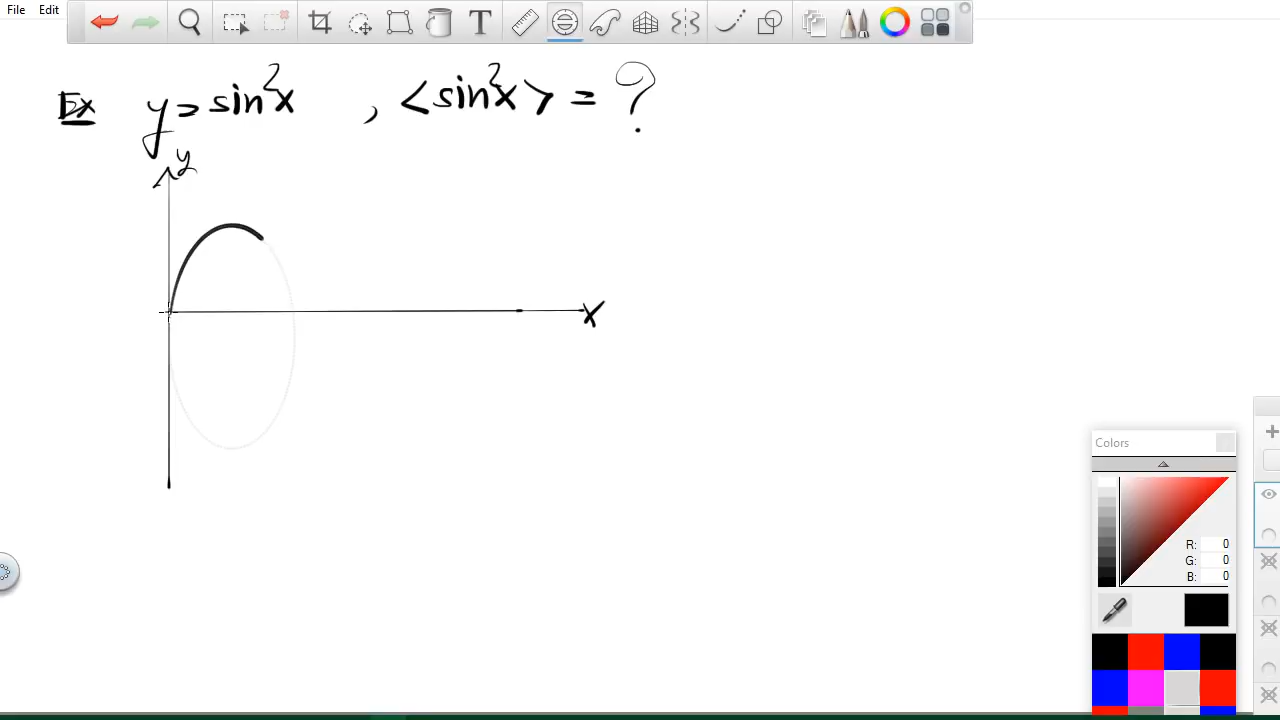 File Edit
T
Ex y = sin²x , <sin²x> = ?
y
x
Colors
R: 0
G: 0
B: 0